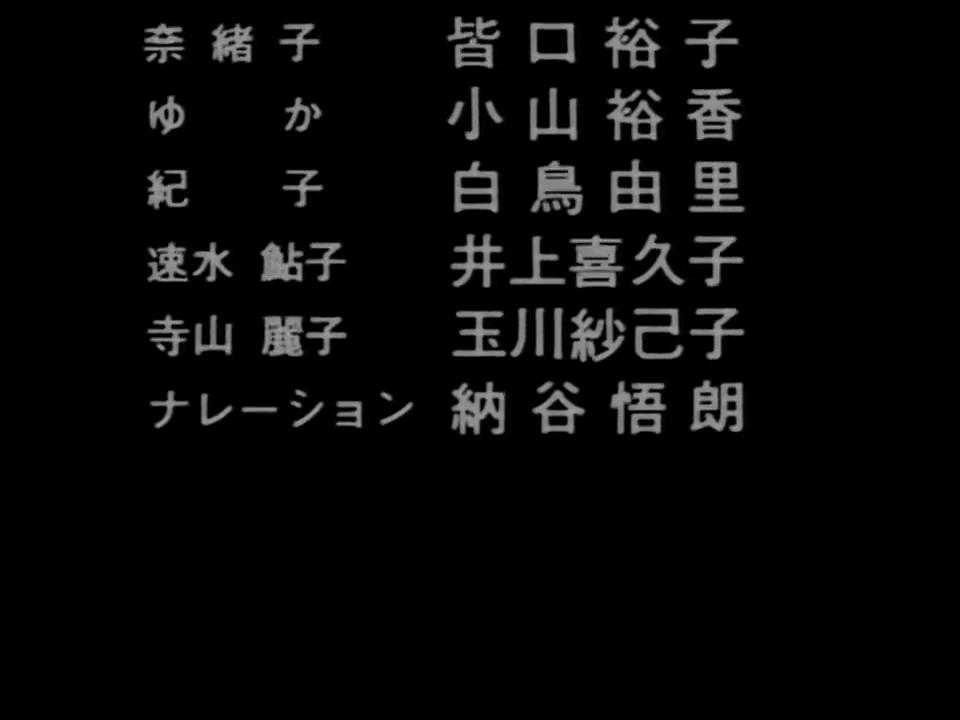 奈緒子 皆口裕子
ゆか 小山裕香
紀子 白鳥由里
速水 鮎子 井上喜久子
寺山 麗子 玉川紗己子
ナレーション 納谷悟朗